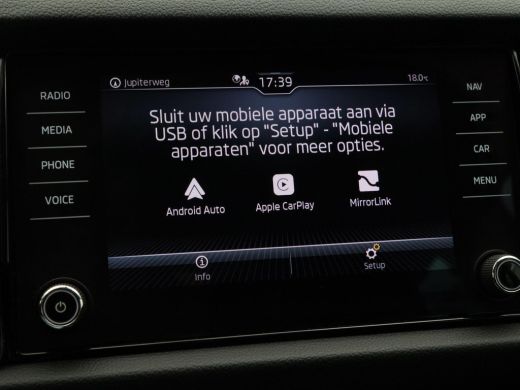 Jupiterweg 17:39 18.0°C
RADIO
MEDIA
PHONE
VOICE
Sluit uw mobiele apparaat aan via
USB of klik op "Setup" - "Mobiele
apparaten" voor meer opties.
Android Auto Apple CarPlay MirrorLink
Info Setup
NAV
APP
CAR
MENU